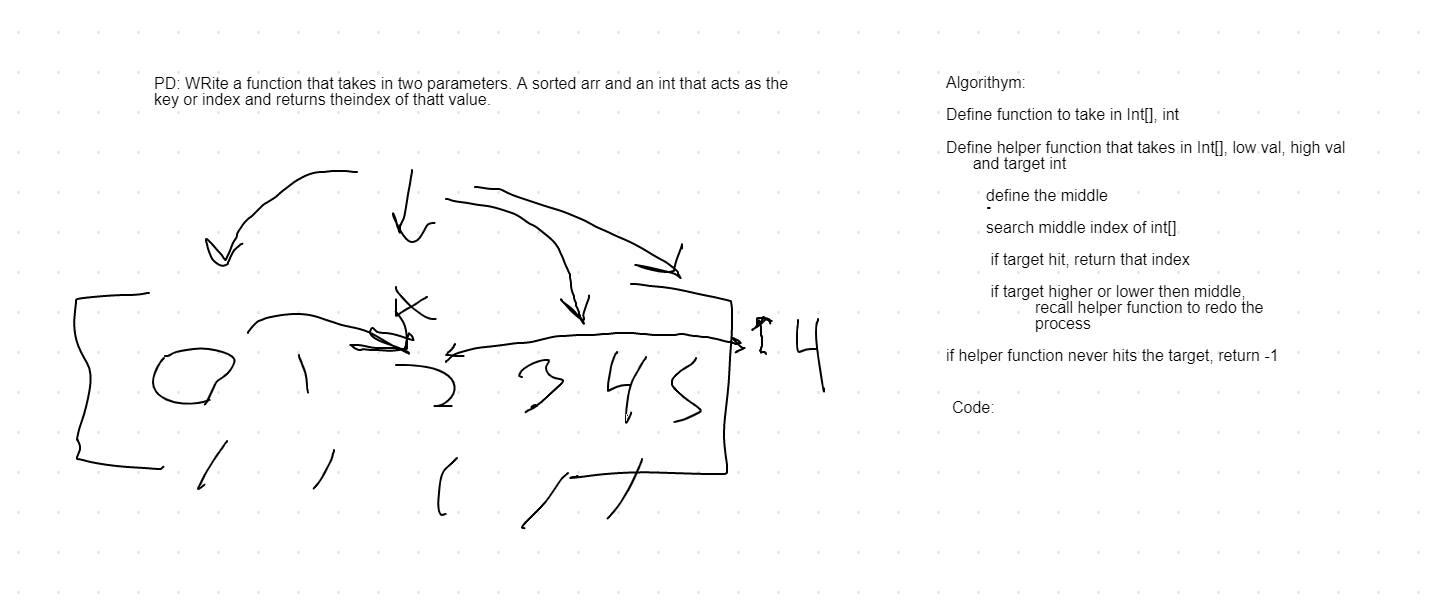 PD: WRite a function that takes in two parameters. A sorted arr and an int that acts as the
key or index and returns theindex of thatt value.
0 , 1 , 2 , 3 , 4 , 5
4
Algorithym:
Define function to take in Int[], int
Define helper function that takes in Int[], low val, high val
and target int
define the middle
search middle index of int[]
if target hit, return that index
if target higher or lower then middle,
recall helper function to redo the
process
if helper function never hits the target, return -1
Code: